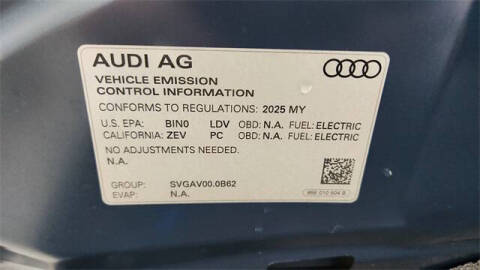 AUDI AG
VEHICLE EMISSION
CONTROL INFORMATION
CONFORMS TO REGULATIONS: 2025 MY
U.S. EPA: BIN0 LDV OBD: N.A. FUEL: ELECTRIC
CALIFORNIA: ZEV PC OBD: N.A. FUEL: ELECTRIC
NO ADJUSTMENTS NEEDED.
N.A.
GROUP: SVGAV00.0B62
EVAP: N.A.